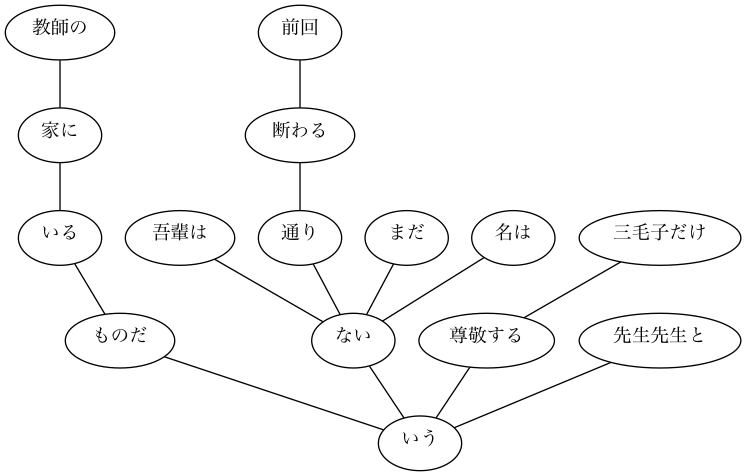 教師の
前回
家に
断わる
いる
吾輩は
通り
まだ
名は
三毛子だけ
ものだ
ない
尊敬する
先生先生と
いう